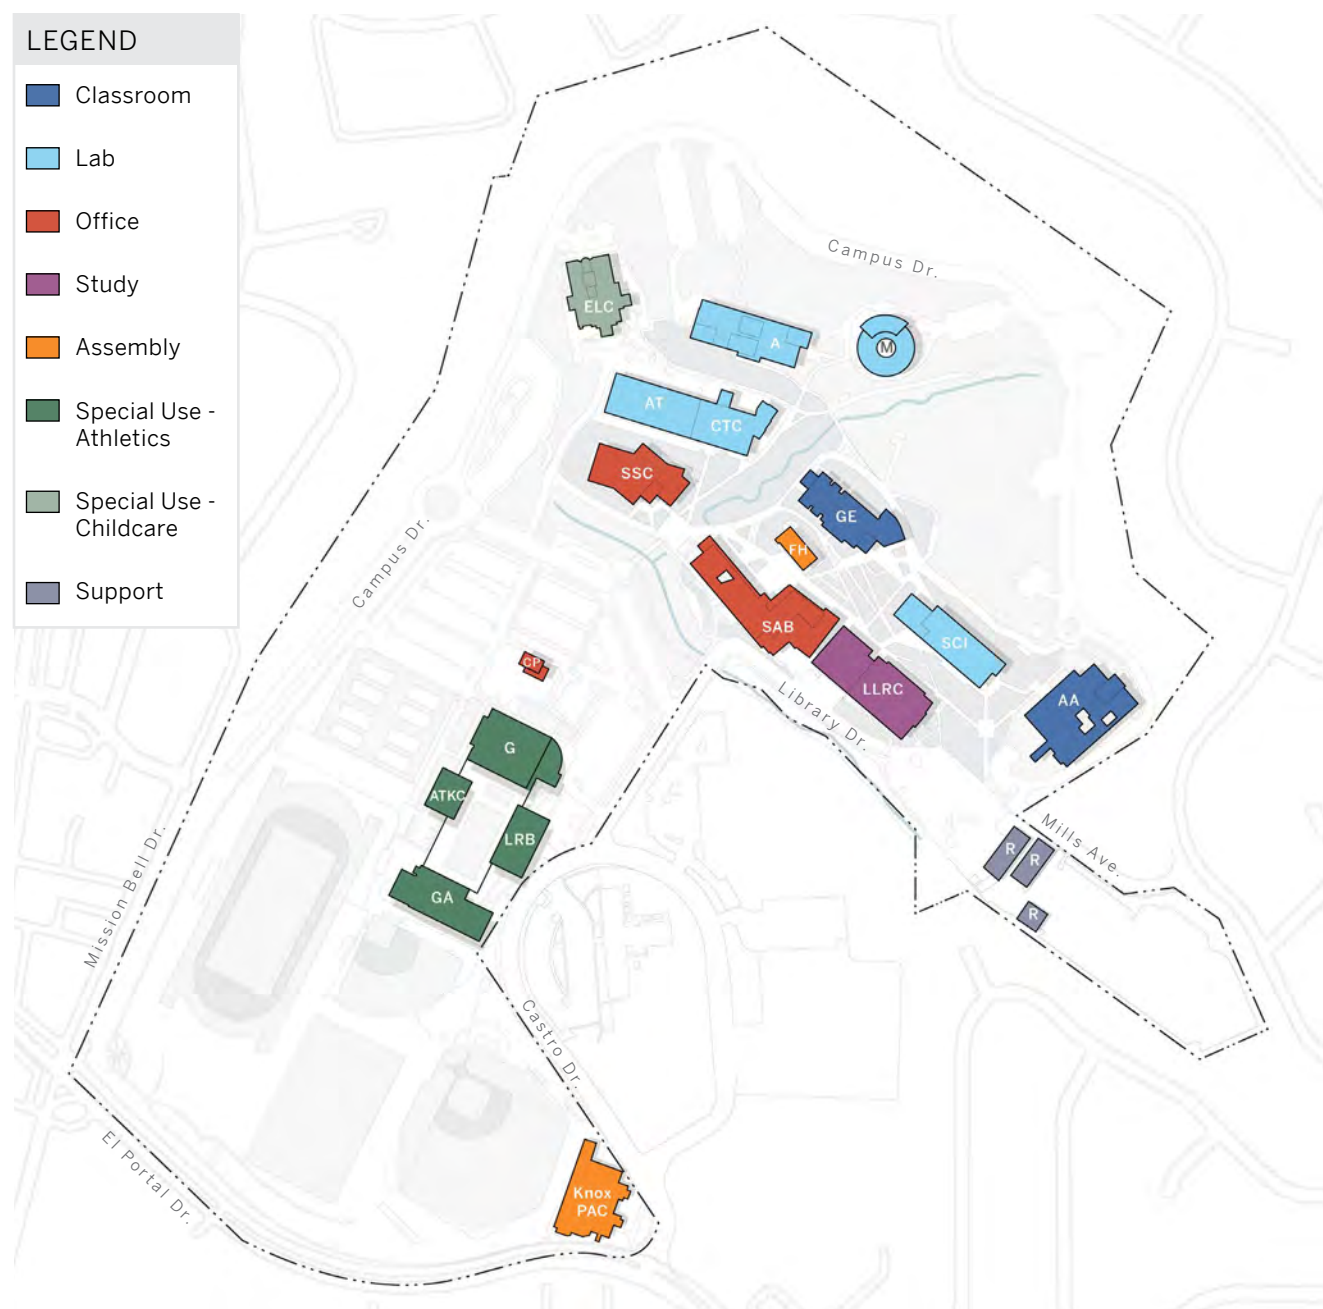 LEGEND
Classroom
Lab
Office
Study
Assembly
Special Use -
Athletics
Special Use -
Childcare
Support
Campus Dr.
ELC
A
M
AT
CTC
SSC
GE
FH
Campus Dr.
SAB
SCI
CP
LLRC
AA
Library Dr.
G
ATKC
LRB
GA
Mills Ave.
R
R
R
Mission Bell Dr.
Castro Dr.
El Portal Dr.
Knox
PAC